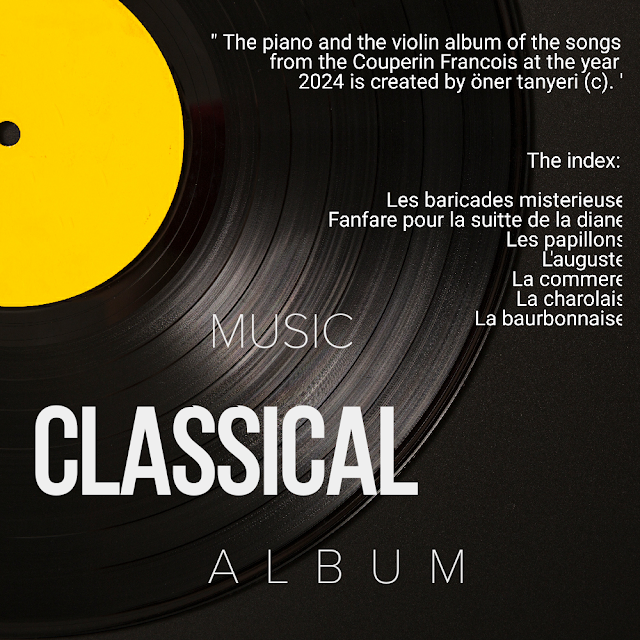 " The piano and the violin album of the songs
from the Couperin Francois at the year
2024 is created by öner tanyeri (c). '
The index:
Les baricades misterieuse
Fanfare pour la suitte de la diane
Les papillons
L'auguste
La commere
La charolais
La baurbonnaise
MUSIC
CLASSICAL
ALBUM